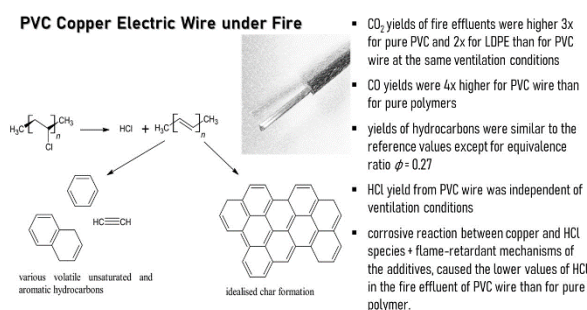 PVC Copper Electric Wire under Fire
▪ CO₂ yields of fire effluents were higher 3x
for pure PVC and 2x for LDPE than for PVC
wire at the same ventilation conditions
▪ CO yields were 4x higher for PVC wire than
for pure polymers
▪ yields of hydrocarbons were similar to the
reference values except for equivalence
ratio ϕ = 0.27
▪ HCl yield from PVC wire was independent of
ventilation conditions
▪ corrosive reaction between copper and HCl
species + flame-retardant mechanisms of
the additives, caused the lower values of HCl
in the fire effluent of PVC wire than for pure
polymer.
H₃C CH₃ n Cl
HCl + H₃C CH₃ n
HC≡CH
various volatile unsaturated and
aromatic hydrocarbons
idealised char formation